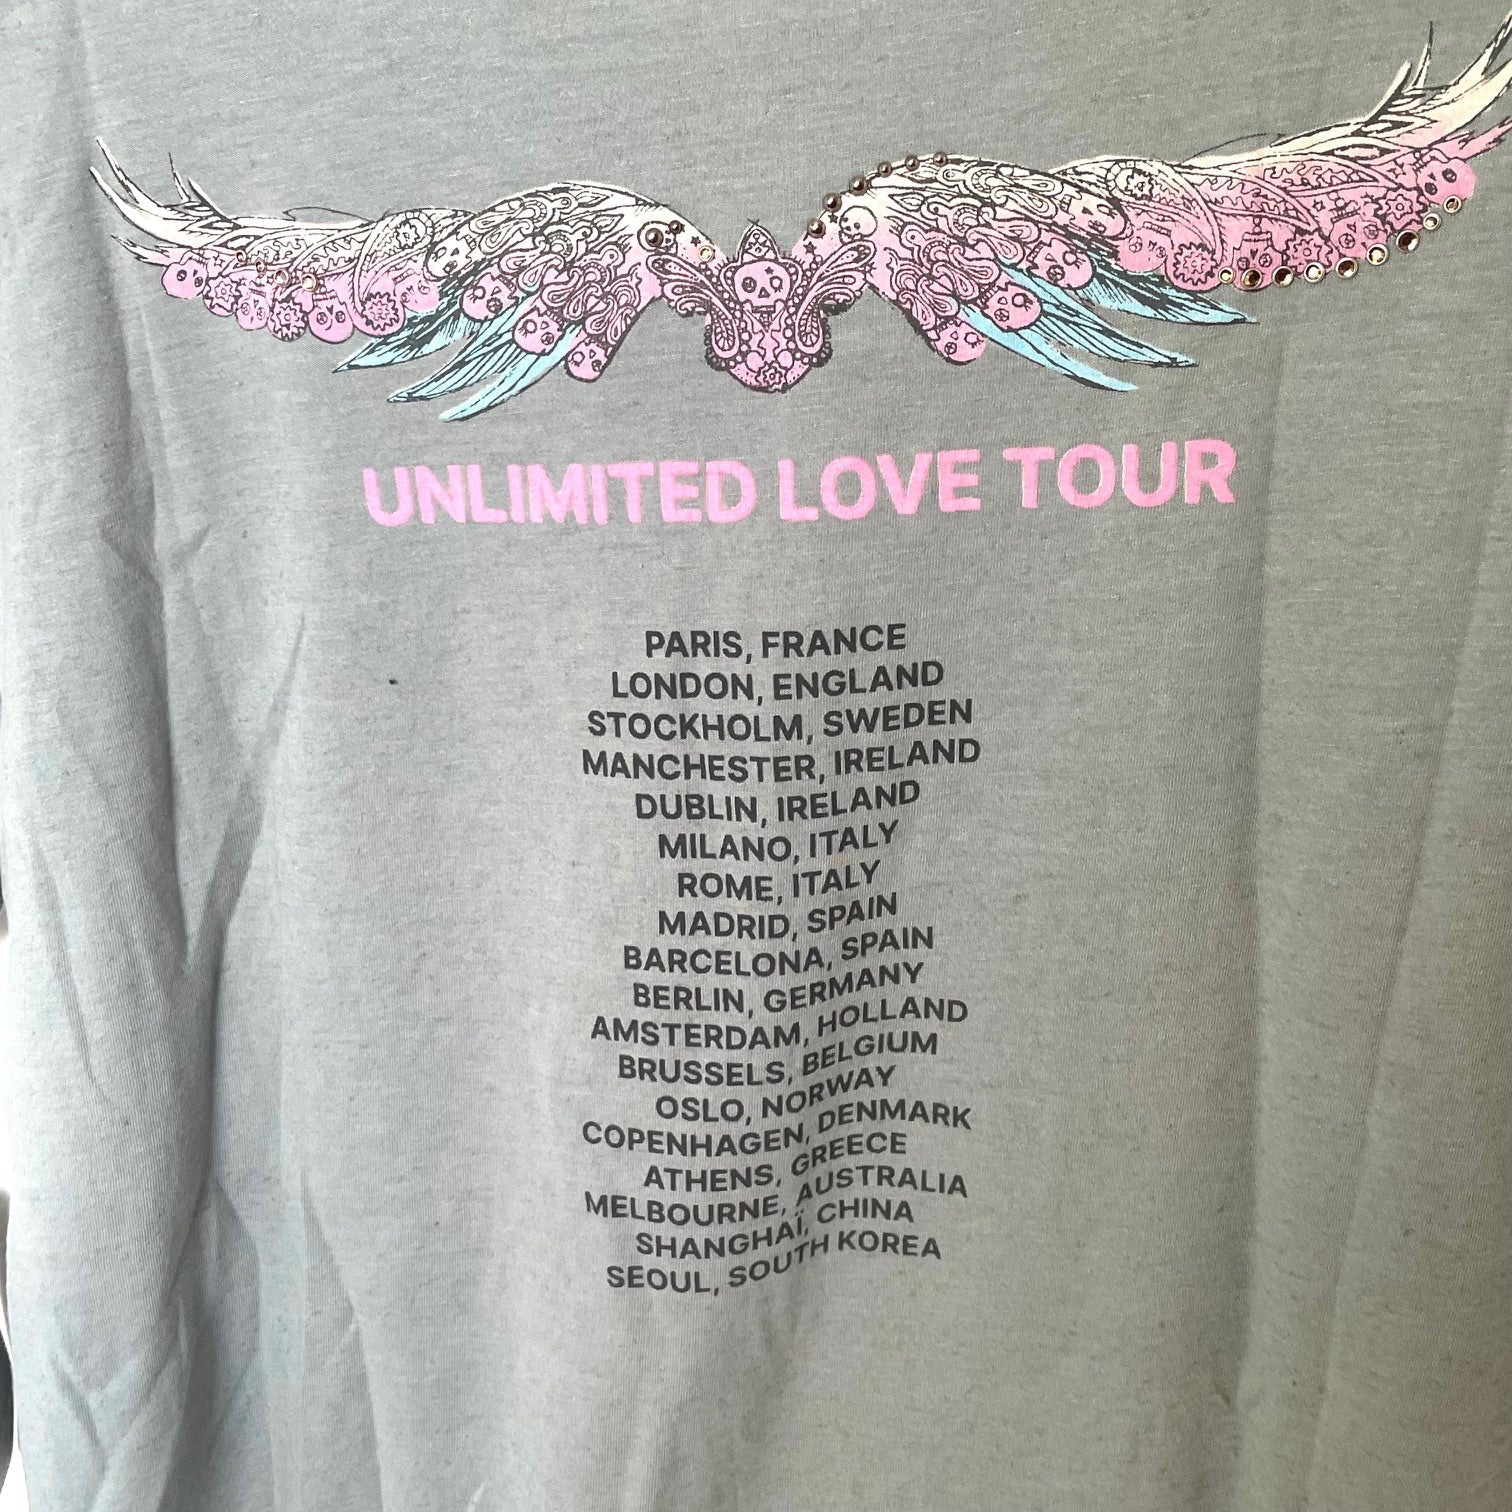 UNLIMITED LOVE TOUR
PARIS, FRANCE
LONDON, ENGLAND
STOCKHOLM, SWEDEN
MANCHESTER, IRELAND
DUBLIN, IRELAND
MILANO, ITALY
ROME, ITALY
MADRID, SPAIN
BARCELONA, SPAIN
BERLIN, GERMANY
AMSTERDAM, HOLLAND
BRUSSELS, BELGIUM
OSLO, NORWAY
COPENHAGEN, DENMARK
ATHENS, GREECE
MELBOURNE, AUSTRALIA
SHANGHAÏ, CHINA
SEOUL, SOUTH KOREA